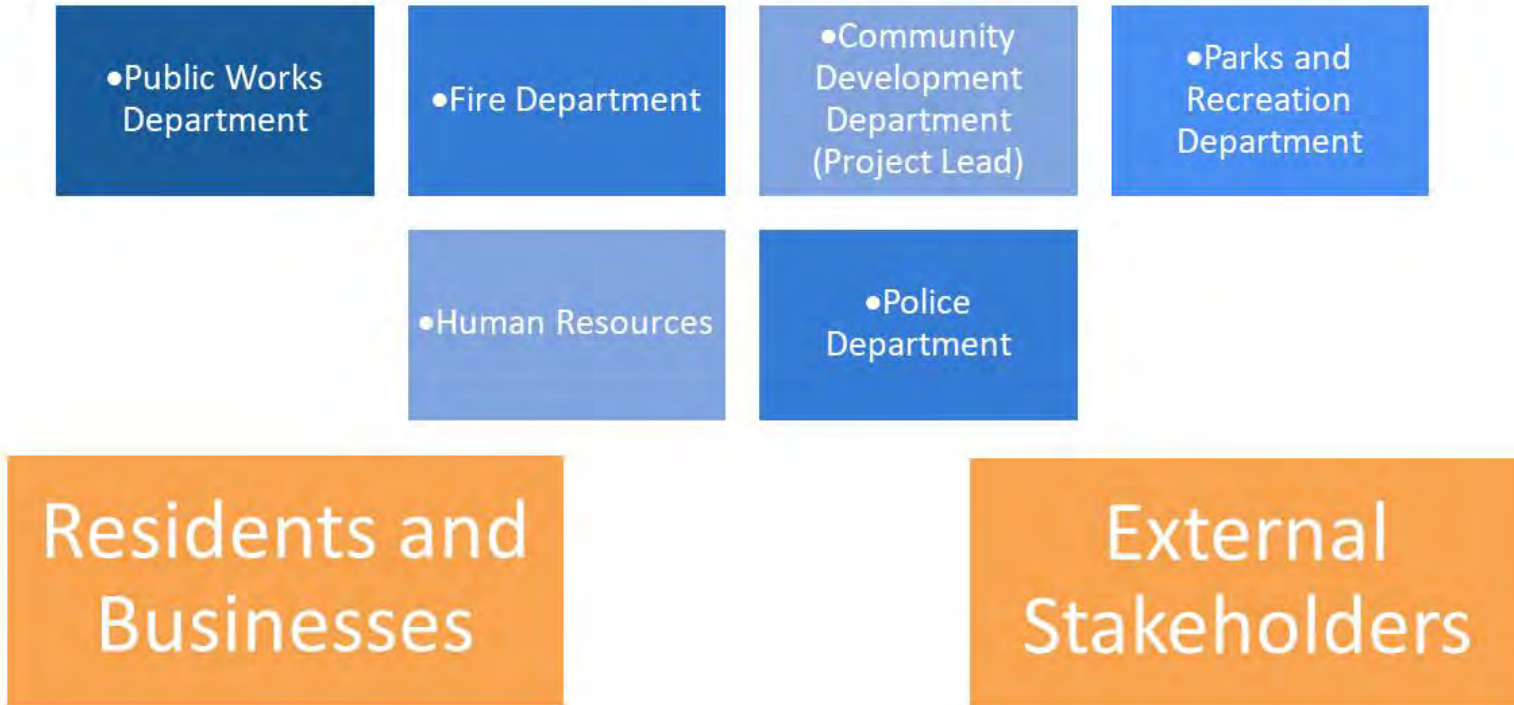 •Public Works
Department
•Fire Department
•Community
Development
Department
(Project Lead)
•Parks and
Recreation
Department
•Human Resources
•Police
Department
Residents and
Businesses
External
Stakeholders